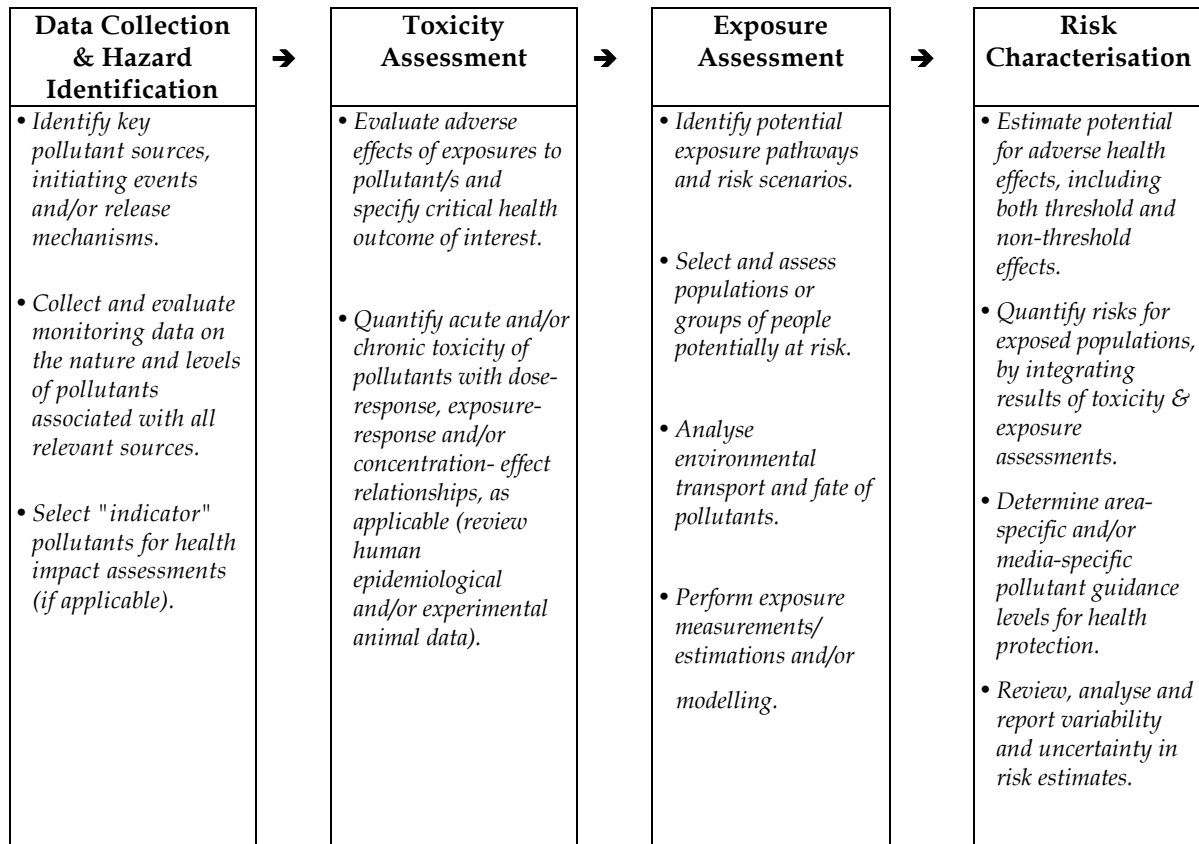 Data Collection
& Hazard
Identification
• Identify key
pollutant sources,
initiating events
and/or release
mechanisms.
• Collect and evaluate
monitoring data on
the nature and levels
of pollutants
associated with all
relevant sources.
• Select "indicator"
pollutants for health
impact assessments
(if applicable).
➔
Toxicity
Assessment
• Evaluate adverse
effects of exposures to
pollutant/s and
specify critical health
outcome of interest.
• Quantify acute and/or
chronic toxicity of
pollutants with dose-
response, exposure-
response and/or
concentration- effect
relationships, as
applicable (review
human
epidemiological
and/or experimental
animal data).
➔
Exposure
Assessment
• Identify potential
exposure pathways
and risk scenarios.
• Select and assess
populations or
groups of people
potentially at risk.
• Analyse
environmental
transport and fate of
pollutants.
• Perform exposure
measurements/
estimations and/or
modelling.
➔
Risk
Characterisation
• Estimate potential
for adverse health
effects, including
both threshold and
non-threshold
effects.
• Quantify risks for
exposed populations,
by integrating
results of toxicity &
exposure
assessments.
• Determine area-
specific and/or
media-specific
pollutant guidance
levels for health
protection.
• Review, analyse and
report variability
and uncertainty in
risk estimates.